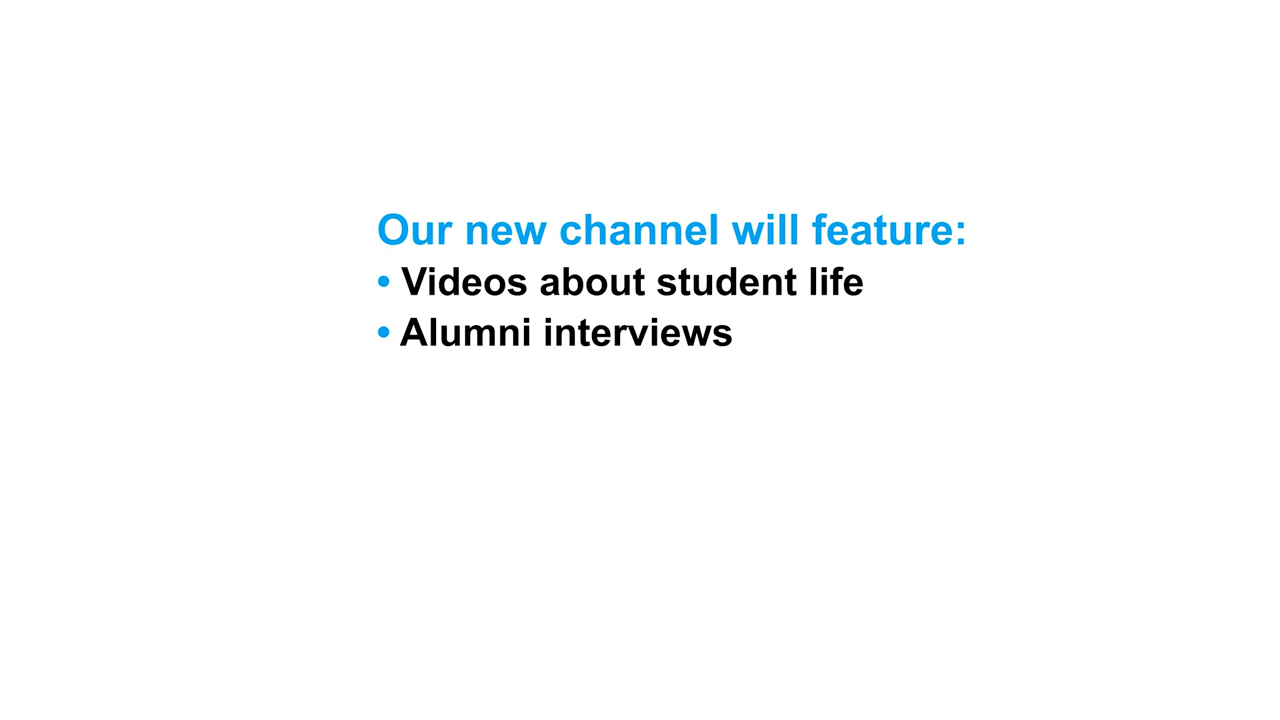 Our new channel will feature:
• Videos about student life
• Alumni interviews